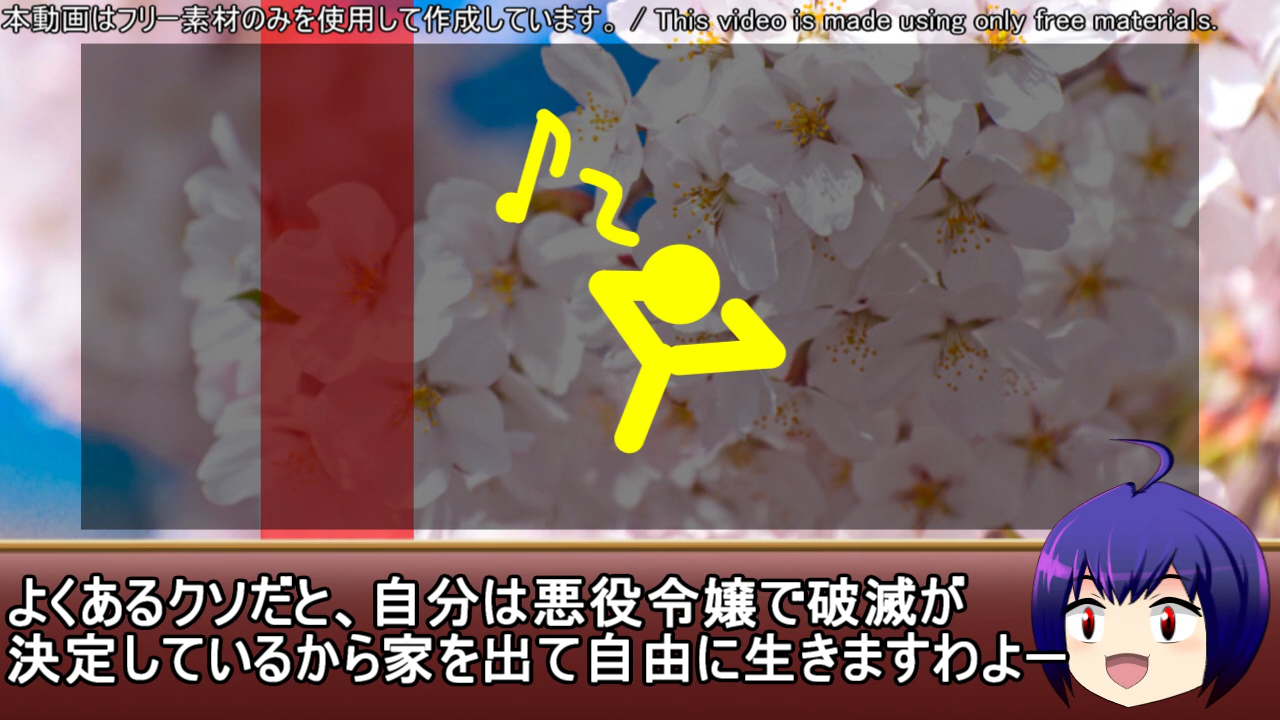 本動画はフリー素材のみを使用して作成しています。 / This video is made using only free materials.
よくあるクソだと、自分は悪役令嬢で破滅が
決定しているから家を出て自由に生きますわよー